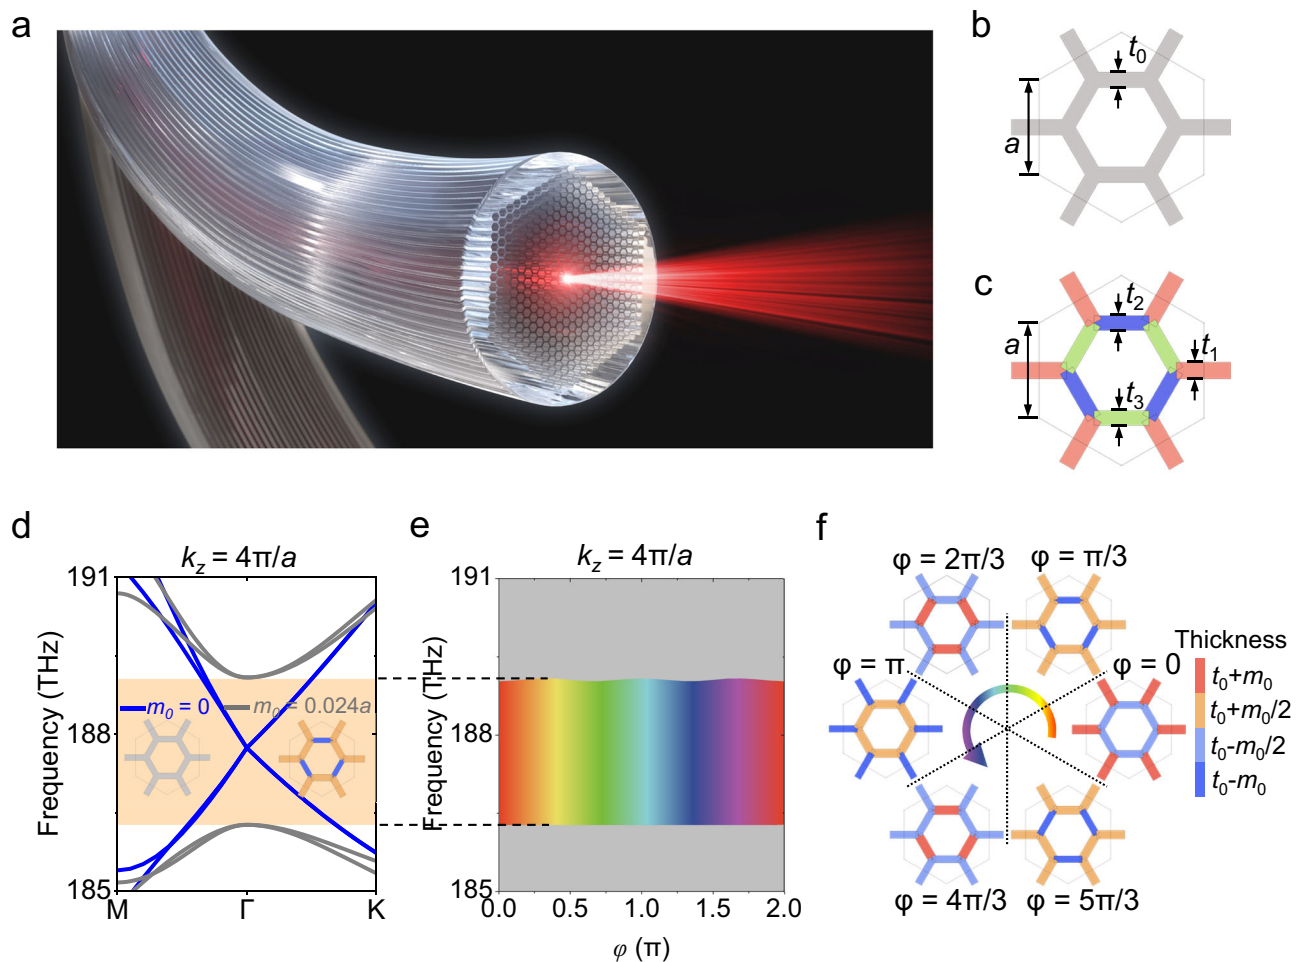 a
b
t₀
a
c
t₂
t₁
a
t₃
d
k_z = 4π/a
Frequency (THz)
191
188
185
m₀ = 0
m₀ = 0.024a
M
Γ
K
e
k_z = 4π/a
Frequency (THz)
191
188
185
0.0
0.5
1.0
1.5
2.0
φ (π)
f
φ = 2π/3
φ = π/3
φ = π
φ = 0
φ = 4π/3
φ = 5π/3
Thickness
t₀+m₀
t₀+m₀/2
t₀-m₀/2
t₀-m₀